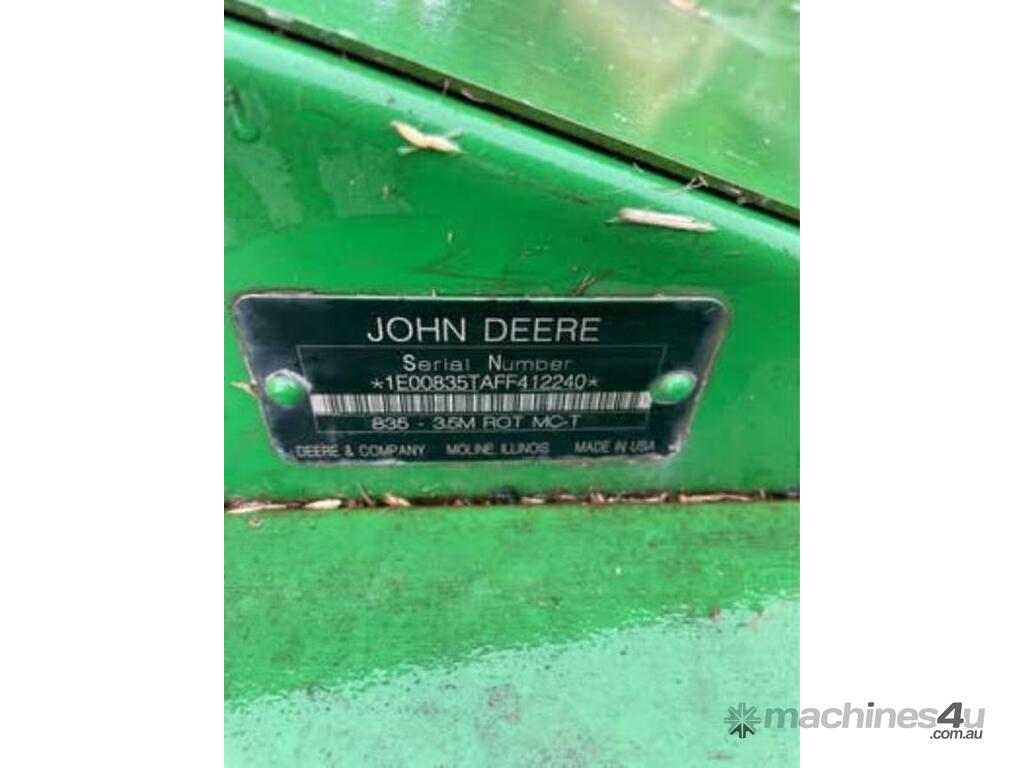 JOHN DEERE
Serial Number
*1E00835TAFF412240*
835 - 3.5M ROT MC-T
DEERE & COMPANY MOLINE ILLINOIS MADE IN USA
machines4u
.com.au